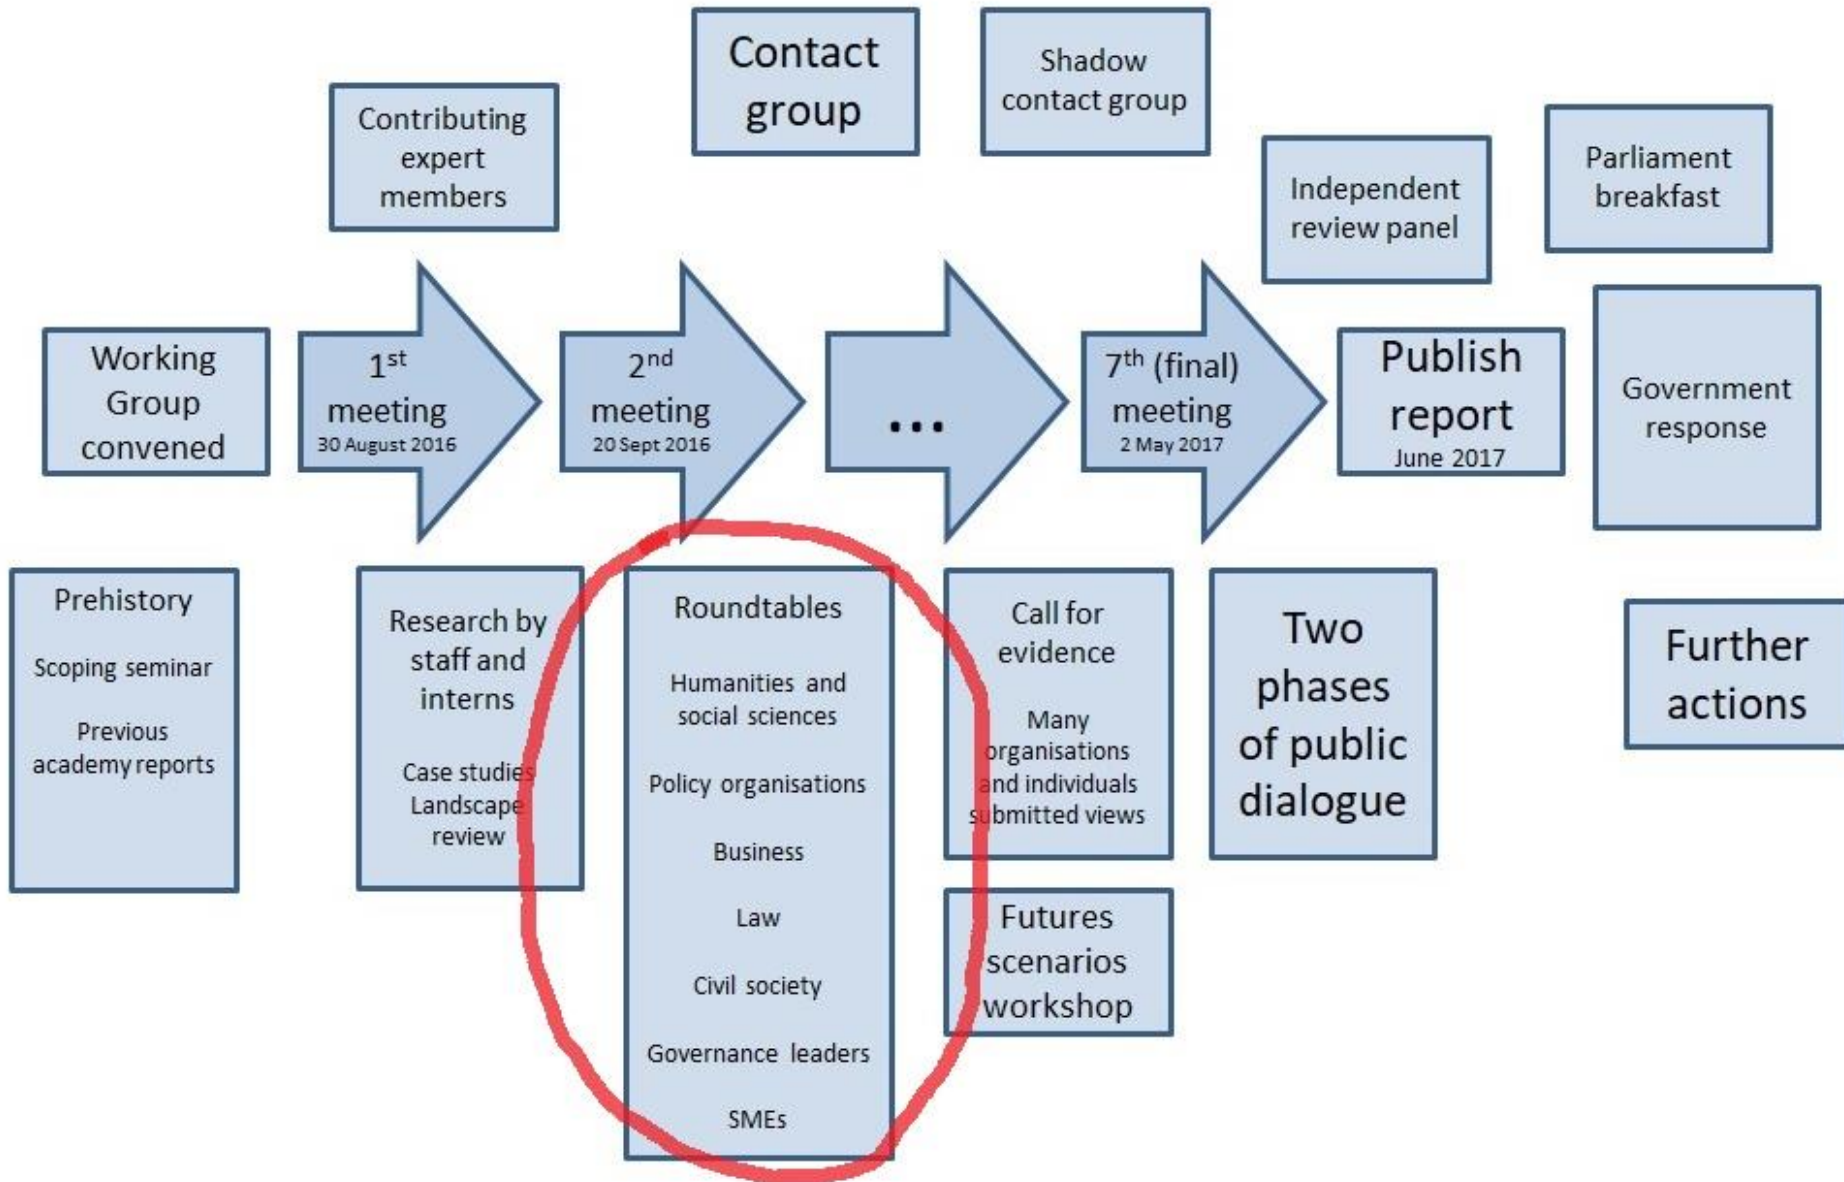 Contact
group
Shadow
contact group
Contributing
expert
members
Independent
review panel
Parliament
breakfast
Working
Group
convened
1st
meeting
30 August 2016
2nd
meeting
20 Sept 2016
...
7th (final)
meeting
2 May 2017
Publish
report
June 2017
Government
response
Prehistory
Scoping seminar
Previous
academy reports
Research by
staff and
interns
Case studies
Landscape
review
Roundtables
Humanities and
social sciences
Policy organisations
Business
Law
Civil society
Governance leaders
SMEs
Call for
evidence
Many
organisations
and individuals
submitted views
Futures
scenarios
workshop
Two
phases
of public
dialogue
Further
actions